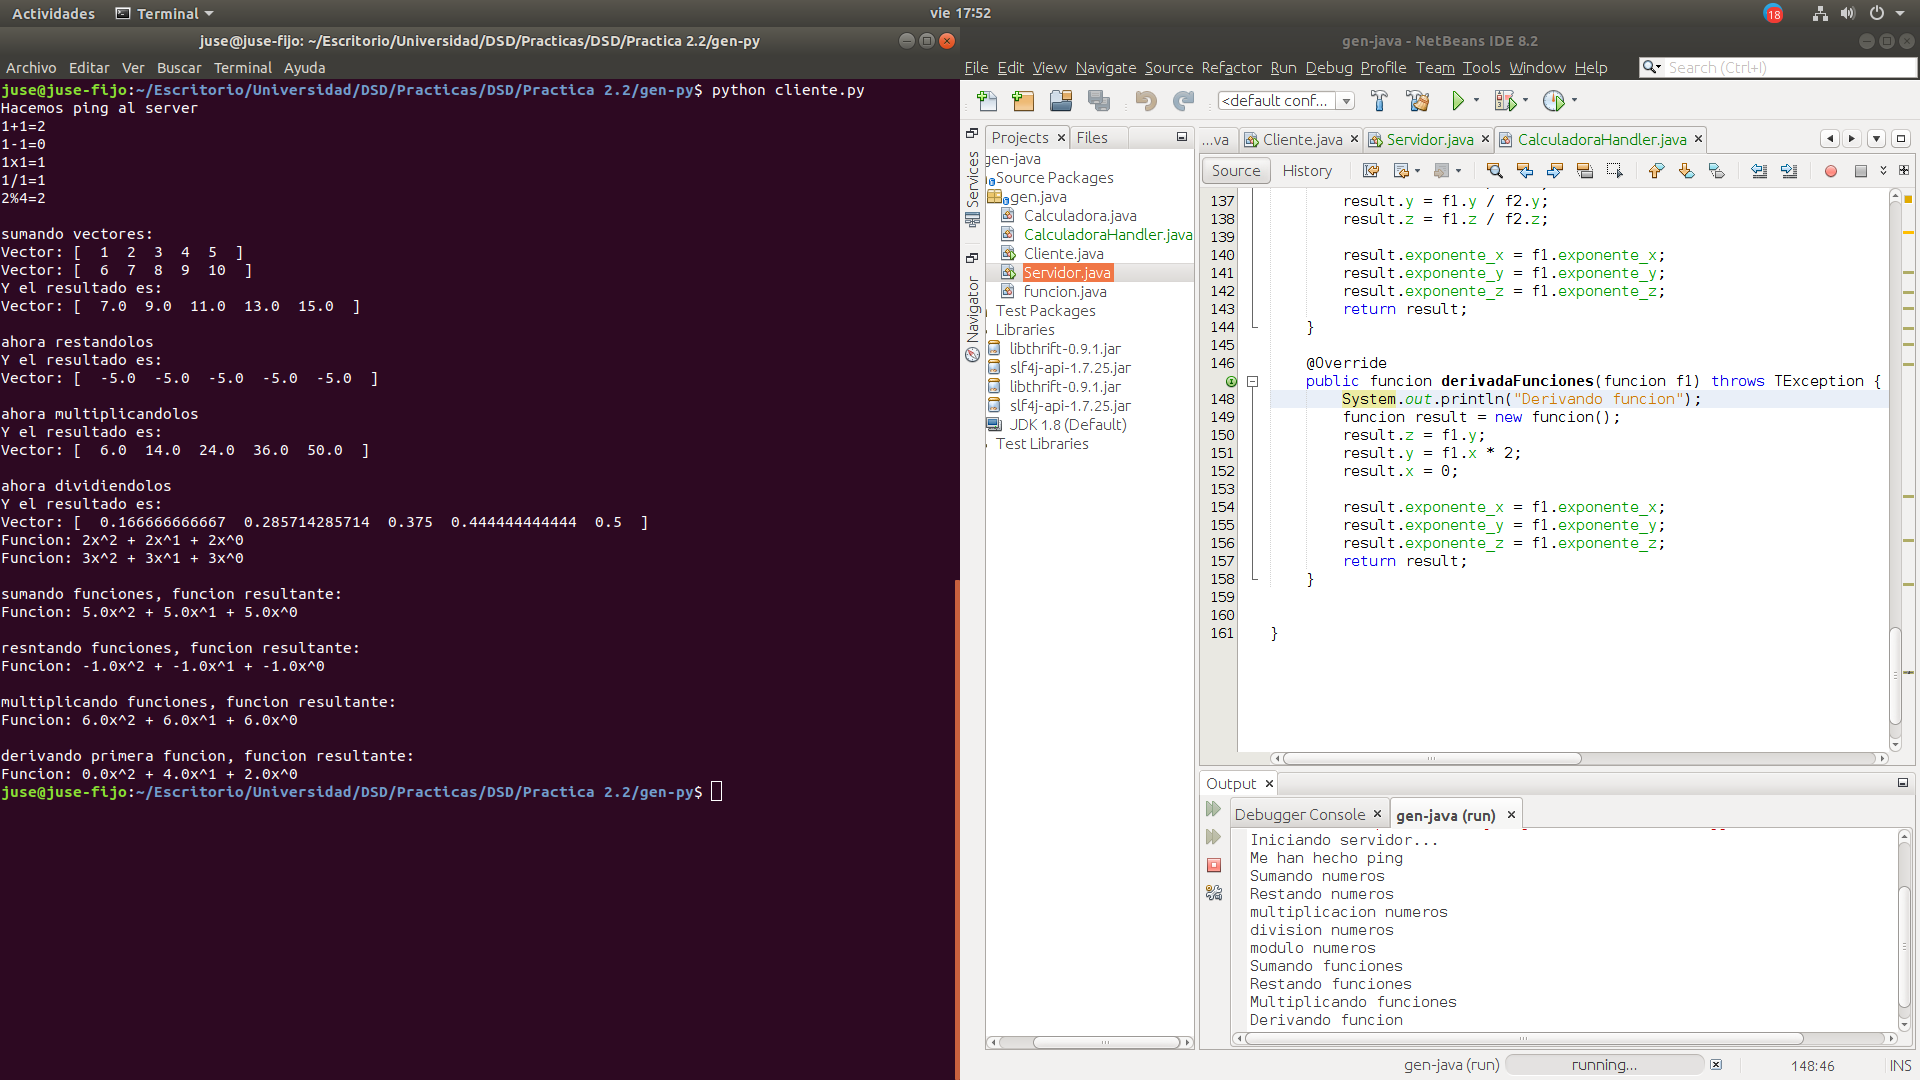 Actividades Terminal vie 17:52 18
juse@juse-fijo: ~/Escritorio/Universidad/DSD/Practicas/DSD/Practica 2.2/gen-py
Archivo Editar Ver Buscar Terminal Ayuda
juse@juse-fijo:~/Escritorio/Universidad/DSD/Practicas/DSD/Practica 2.2/gen-py$ python cliente.py
Hacemos ping al server
1+1=2
1-1=0
1x1=1
1/1=1
2%4=2
sumando vectores:
Vector: [ 1 2 3 4 5 ]
Vector: [ 6 7 8 9 10 ]
Y el resultado es:
Vector: [ 7.0 9.0 11.0 13.0 15.0 ]
ahora restandolos
Y el resultado es:
Vector: [ -5.0 -5.0 -5.0 -5.0 -5.0 ]
ahora multiplicandolos
Y el resultado es:
Vector: [ 6.0 14.0 24.0 36.0 50.0 ]
ahora dividiendolos
Y el resultado es:
Vector: [ 0.166666666667 0.285714285714 0.375 0.444444444444 0.5 ]
Funcion: 2x^2 + 2x^1 + 2x^0
Funcion: 3x^2 + 3x^1 + 3x^0
sumando funciones, funcion resultante:
Funcion: 5.0x^2 + 5.0x^1 + 5.0x^0
resntando funciones, funcion resultante:
Funcion: -1.0x^2 + -1.0x^1 + -1.0x^0
multiplicando funciones, funcion resultante:
Funcion: 6.0x^2 + 6.0x^1 + 6.0x^0
derivando primera funcion, funcion resultante:
Funcion: 0.0x^2 + 4.0x^1 + 2.0x^0
juse@juse-fijo:~/Escritorio/Universidad/DSD/Practicas/DSD/Practica 2.2/gen-py$
gen-java - NetBeans IDE 8.2
File Edit View Navigate Source Refactor Run Debug Profile Team Tools Window Help Search (Ctrl+I)
<default conf...
Services
Navigator
Projects Files
gen-java
Source Packages
gen.java
Calculadora.java
CalculadoraHandler.java
Cliente.java
Servidor.java
funcion.java
Test Packages
Libraries
libthrift-0.9.1.jar
slf4j-api-1.7.25.jar
libthrift-0.9.1.jar
slf4j-api-1.7.25.jar
JDK 1.8 (Default)
Test Libraries
...va Cliente.java Servidor.java CalculadoraHandler.java
Source History
137 result.y = f1.y / f2.y;
138 result.z = f1.z / f2.z;
139
140 result.exponente_x = f1.exponente_x;
141 result.exponente_y = f1.exponente_y;
142 result.exponente_z = f1.exponente_z;
143 return result;
144 }
145
146 @Override
public funcion derivadaFunciones(funcion f1) throws TException {
148 System.out.println("Derivando funcion");
149 funcion result = new funcion();
150 result.z = f1.y;
151 result.y = f1.x * 2;
152 result.x = 0;
153
154 result.exponente_x = f1.exponente_x;
155 result.exponente_y = f1.exponente_y;
156 result.exponente_z = f1.exponente_z;
157 return result;
158 }
159
160
161 }
Output
Debugger Console gen-java (run)
Iniciando servidor...
Me han hecho ping
Sumando numeros
Restando numeros
multiplicacion numeros
division numeros
modulo numeros
Sumando funciones
Restando funciones
Multiplicando funciones
Derivando funcion
gen-java (run) running... 148:46 INS